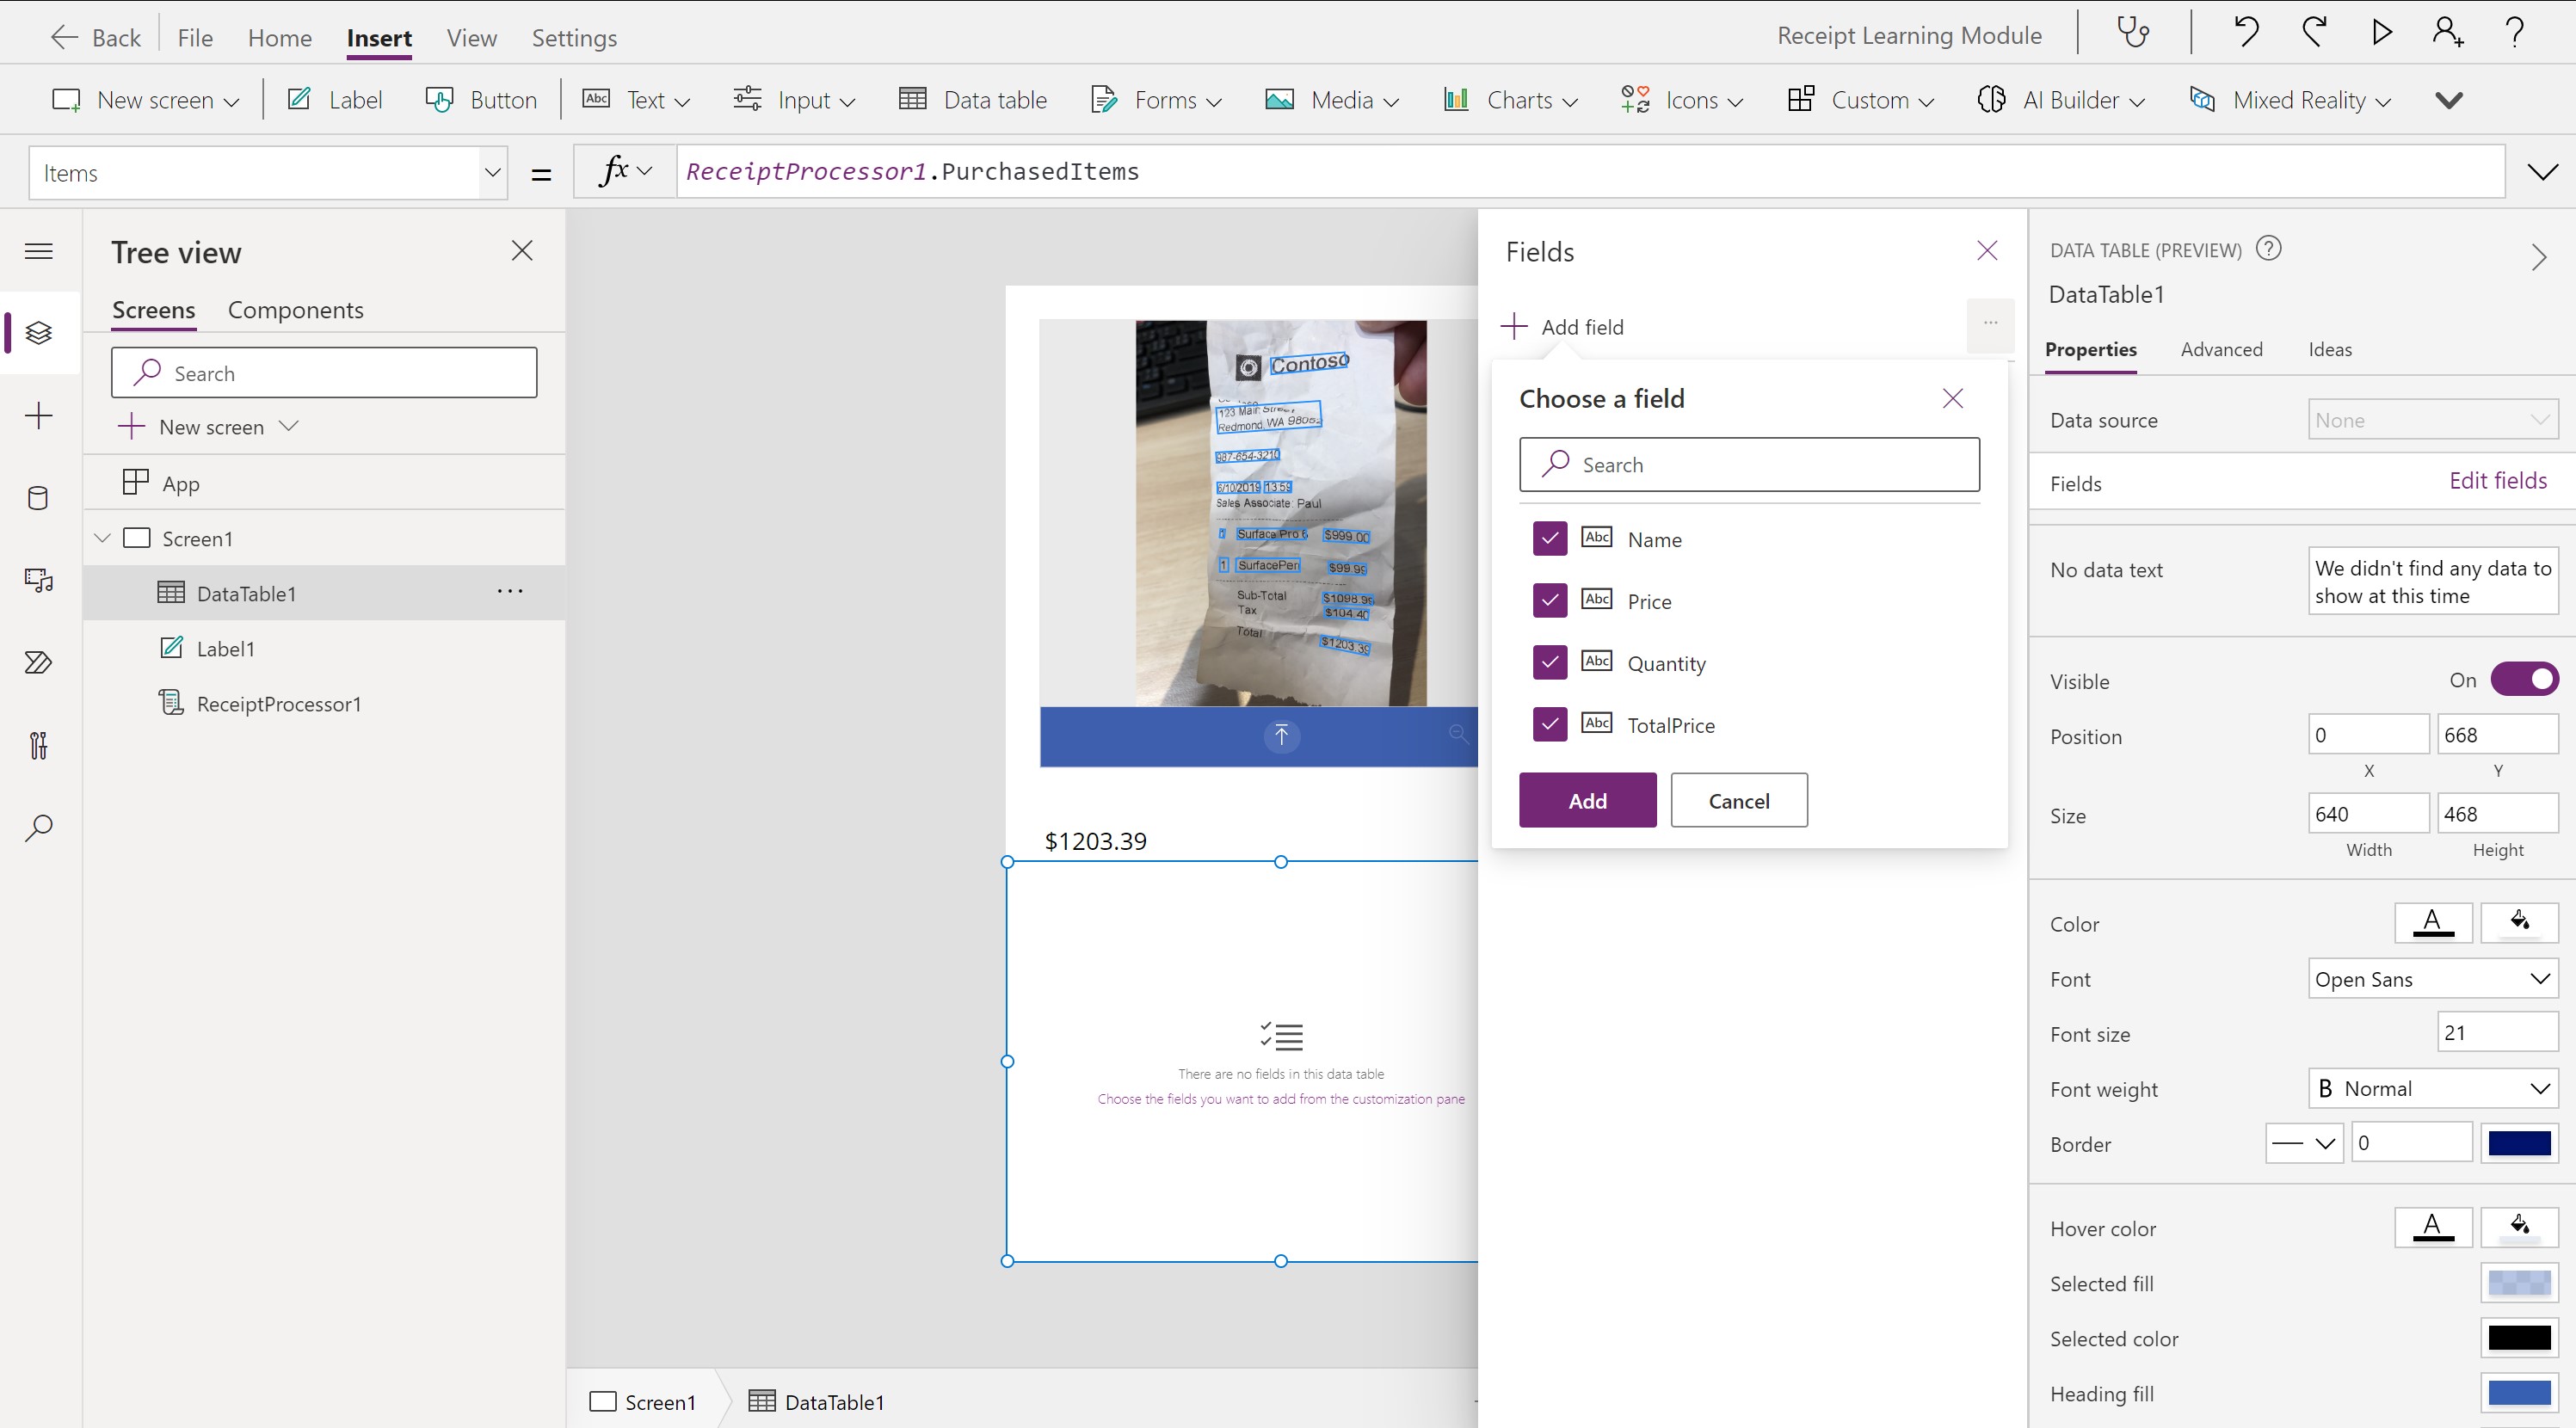 Back File Home Insert View Settings Receipt Learning Module
New screen Label Button Abc Text Input Data table Forms Media Charts Icons Custom AI Builder Mixed Reality
Items = fx ReceiptProcessor1.PurchasedItems
Tree view
Screens Components
Search
New screen
App
Screen1
DataTable1
Label1
ReceiptProcessor1
Contoso
123 Main Street
Redmond, WA 98052
987-654-3210
6/10/2019 13:59
Sales Associate: Paul
1 Surface Pro 6 $999.00
1 SurfacePen $99.99
Sub-Total $1098.99
Tax $104.40
Total $1203.39
$1203.39
There are no fields in this data table
Choose the fields you want to add from the customization pane
Screen1 DataTable1
Fields
Add field
Choose a field
Search
Abc Name
Abc Price
Abc Quantity
Abc TotalPrice
Add Cancel
DATA TABLE (PREVIEW)
DataTable1
Properties Advanced Ideas
Data source None
Fields Edit fields
No data text We didn't find any data to
show at this time
Visible On
Position 0 668
X Y
Size 640 468
Width Height
Color A
Font Open Sans
Font size 21
Font weight B Normal
Border 0
Hover color A
Selected fill
Selected color
Heading fill